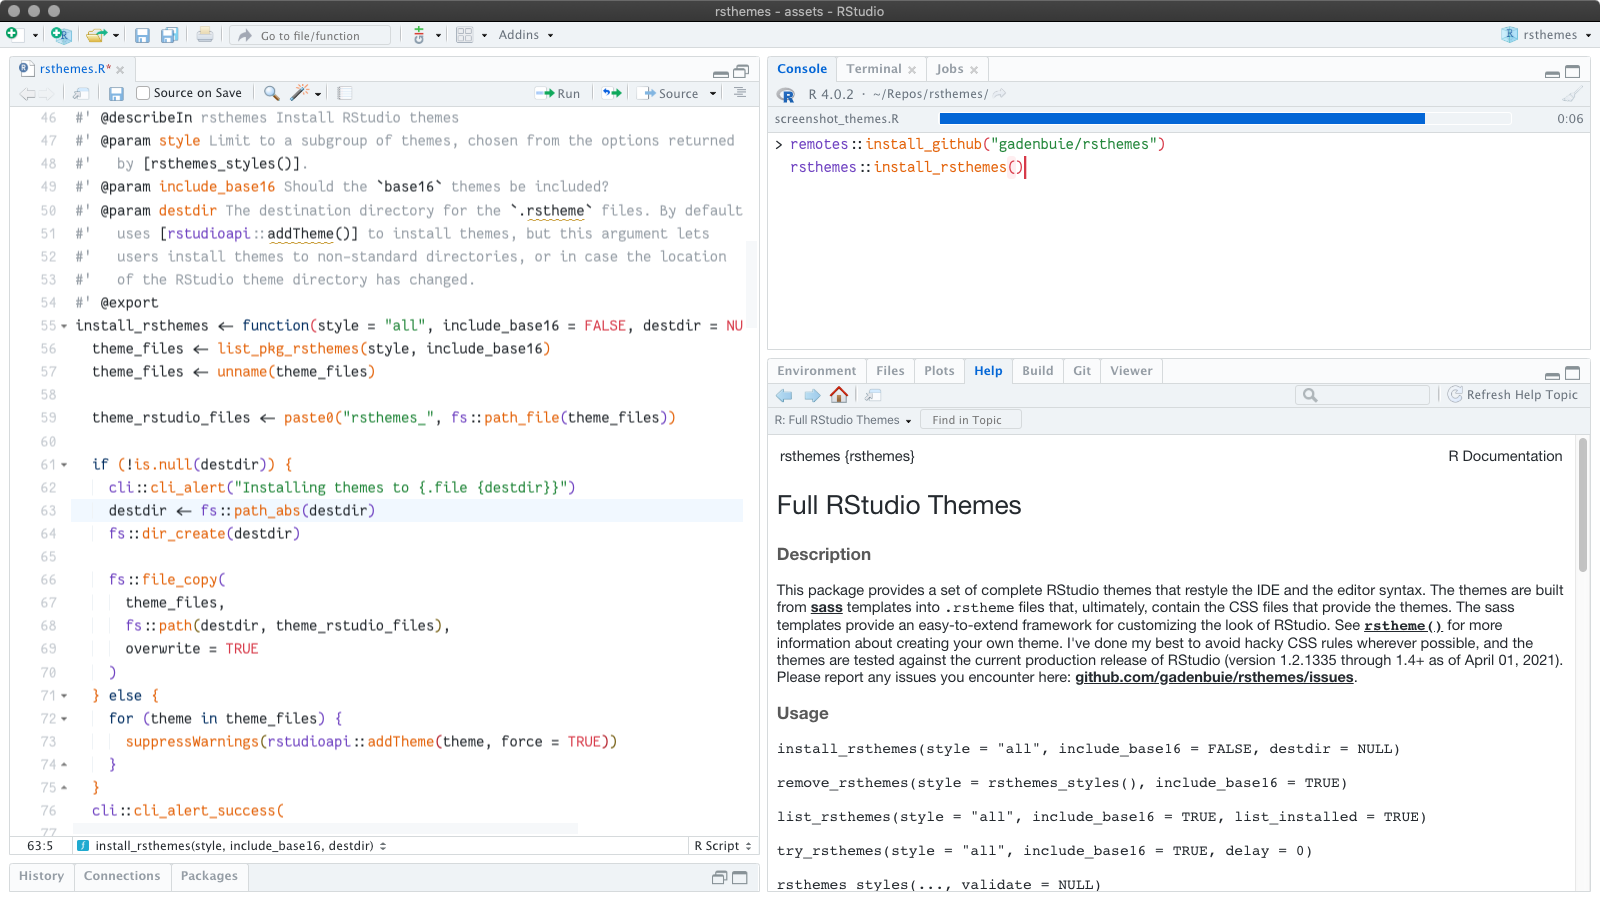 rsthemes - assets - RStudio
Go to file/function
Addins
rsthemes
rsthemes.R*
Source on Save
Run
Source
46 #' @describeIn rsthemes Install RStudio themes
47 #' @param style Limit to a subgroup of themes, chosen from the options returned
48 #'   by [rsthemes_styles()].
49 #' @param include_base16 Should the `base16` themes be included?
50 #' @param destdir The destination directory for the `.rstheme` files. By default
51 #'   uses [rstudioapi::addTheme()] to install themes, but this argument lets
52 #'   users install themes to non-standard directories, or in case the location
53 #'   of the RStudio theme directory has changed.
54 #' @export
55 install_rsthemes <- function(style = "all", include_base16 = FALSE, destdir = NU
56   theme_files <- list_pkg_rsthemes(style, include_base16)
57   theme_files <- unname(theme_files)
58
59   theme_rstudio_files <- paste0("rsthemes_", fs::path_file(theme_files))
60
61   if (!is.null(destdir)) {
62     cli::cli_alert("Installing themes to {.file {destdir}}")
63     destdir <- fs::path_abs(destdir)
64     fs::dir_create(destdir)
65
66     fs::file_copy(
67       theme_files,
68       fs::path(destdir, theme_rstudio_files),
69       overwrite = TRUE
70     )
71   } else {
72     for (theme in theme_files) {
73       suppressWarnings(rstudioapi::addTheme(theme, force = TRUE))
74     }
75   }
76   cli::cli_alert_success(
77
63:5
install_rsthemes(style, include_base16, destdir)
R Script
History
Connections
Packages
Console
Terminal
Jobs
R 4.0.2 · ~/Repos/rsthemes/
screenshot_themes.R
0:06
> remotes::install_github("gadenbuie/rsthemes")
rsthemes::install_rsthemes()
Environment
Files
Plots
Help
Build
Git
Viewer
Refresh Help Topic
R: Full RStudio Themes
Find in Topic
rsthemes {rsthemes}
R Documentation
Full RStudio Themes
Description
This package provides a set of complete RStudio themes that restyle the IDE and the editor syntax. The themes are built
from sass templates into .rstheme files that, ultimately, contain the CSS files that provide the themes. The sass
templates provide an easy-to-extend framework for customizing the look of RStudio. See rstheme() for more
information about creating your own theme. I've done my best to avoid hacky CSS rules wherever possible, and the
themes are tested against the current production release of RStudio (version 1.2.1335 through 1.4+ as of April 01, 2021).
Please report any issues you encounter here: github.com/gadenbuie/rsthemes/issues.
Usage
install_rsthemes(style = "all", include_base16 = FALSE, destdir = NULL)
remove_rsthemes(style = rsthemes_styles(), include_base16 = TRUE)
list_rsthemes(style = "all", include_base16 = TRUE, list_installed = TRUE)
try_rsthemes(style = "all", include_base16 = TRUE, delay = 0)
rsthemes_styles(..., validate = NULL)